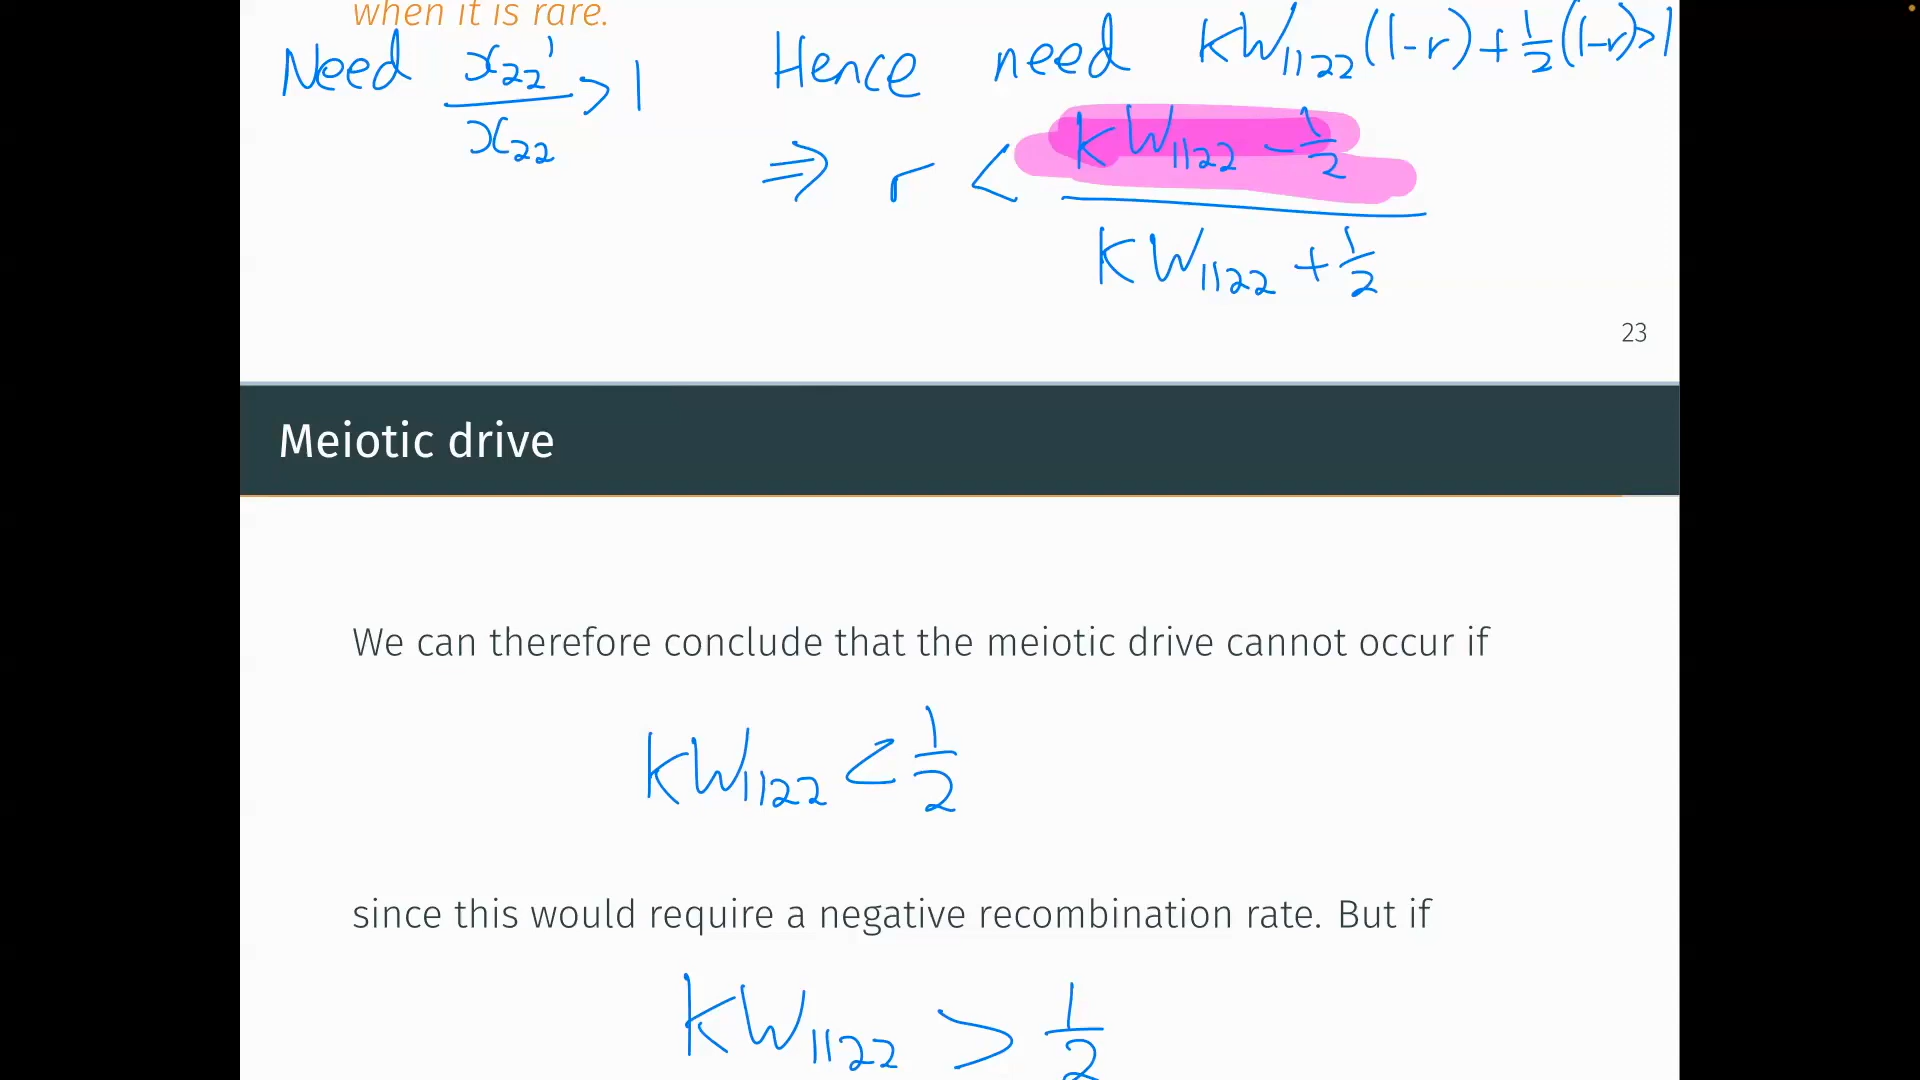 when it is rare.
Need x₂₂'/x₂₂ > 1
Hence need KW₁₁₂₂(1-r)+½(1-r)>1
⇒ r < (KW₁₁₂₂ - ½)/(KW₁₁₂₂ + ½)
23
Meiotic drive
We can therefore conclude that the meiotic drive cannot occur if
KW₁₁₂₂ < ½
since this would require a negative recombination rate. But if
KW₁₁₂₂ > ½